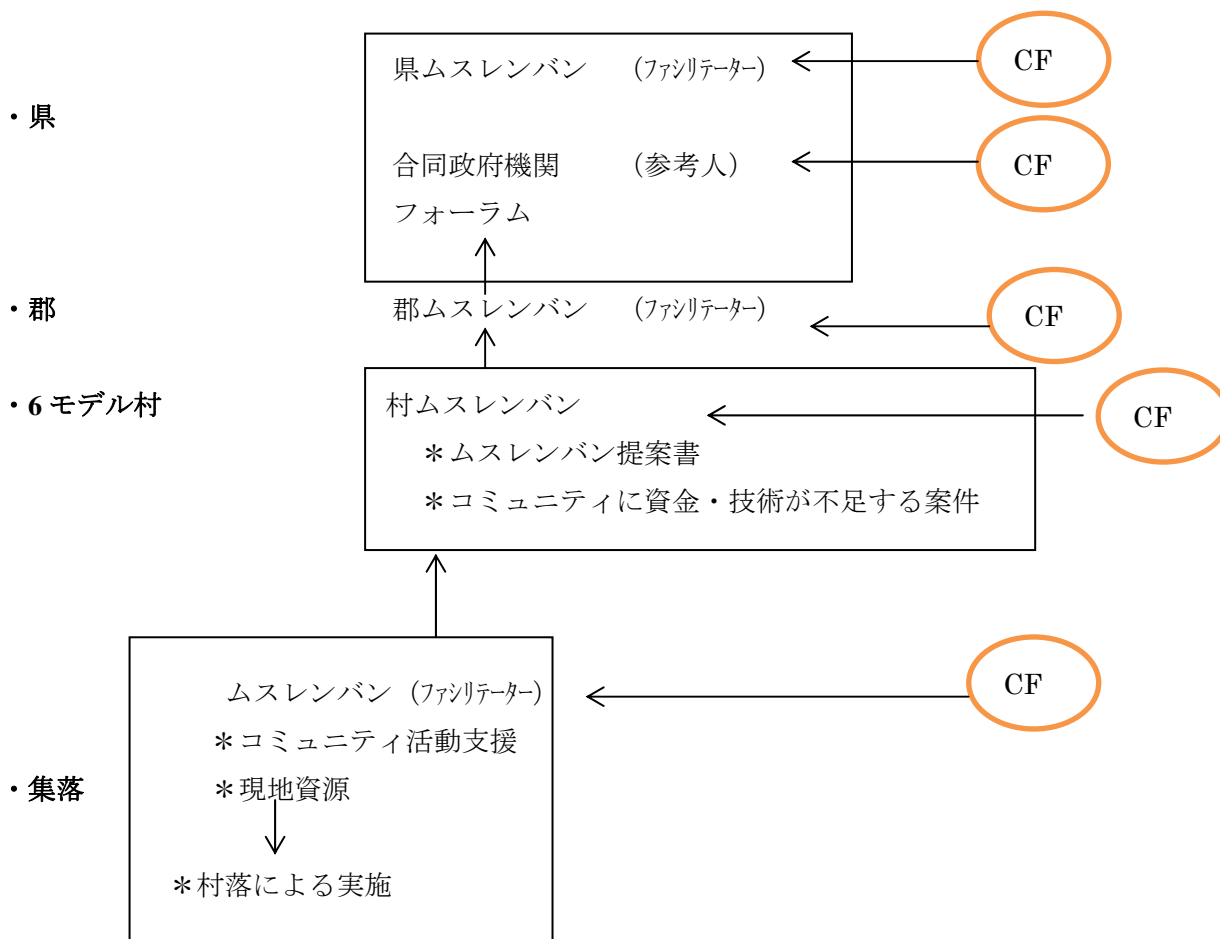 県ムスレンバン (ファシリテーター) CF
・県
合同政府機関 (参考人) CF
フォーラム
・郡 郡ムスレンバン (ファシリテーター) CF
・6 モデル村 村ムスレンバン CF
＊ムスレンバン提案書
＊コミュニティに資金・技術が不足する案件
ムスレンバン (ファシリテーター) CF
＊コミュニティ活動支援
・集落 ＊現地資源
＊村落による実施